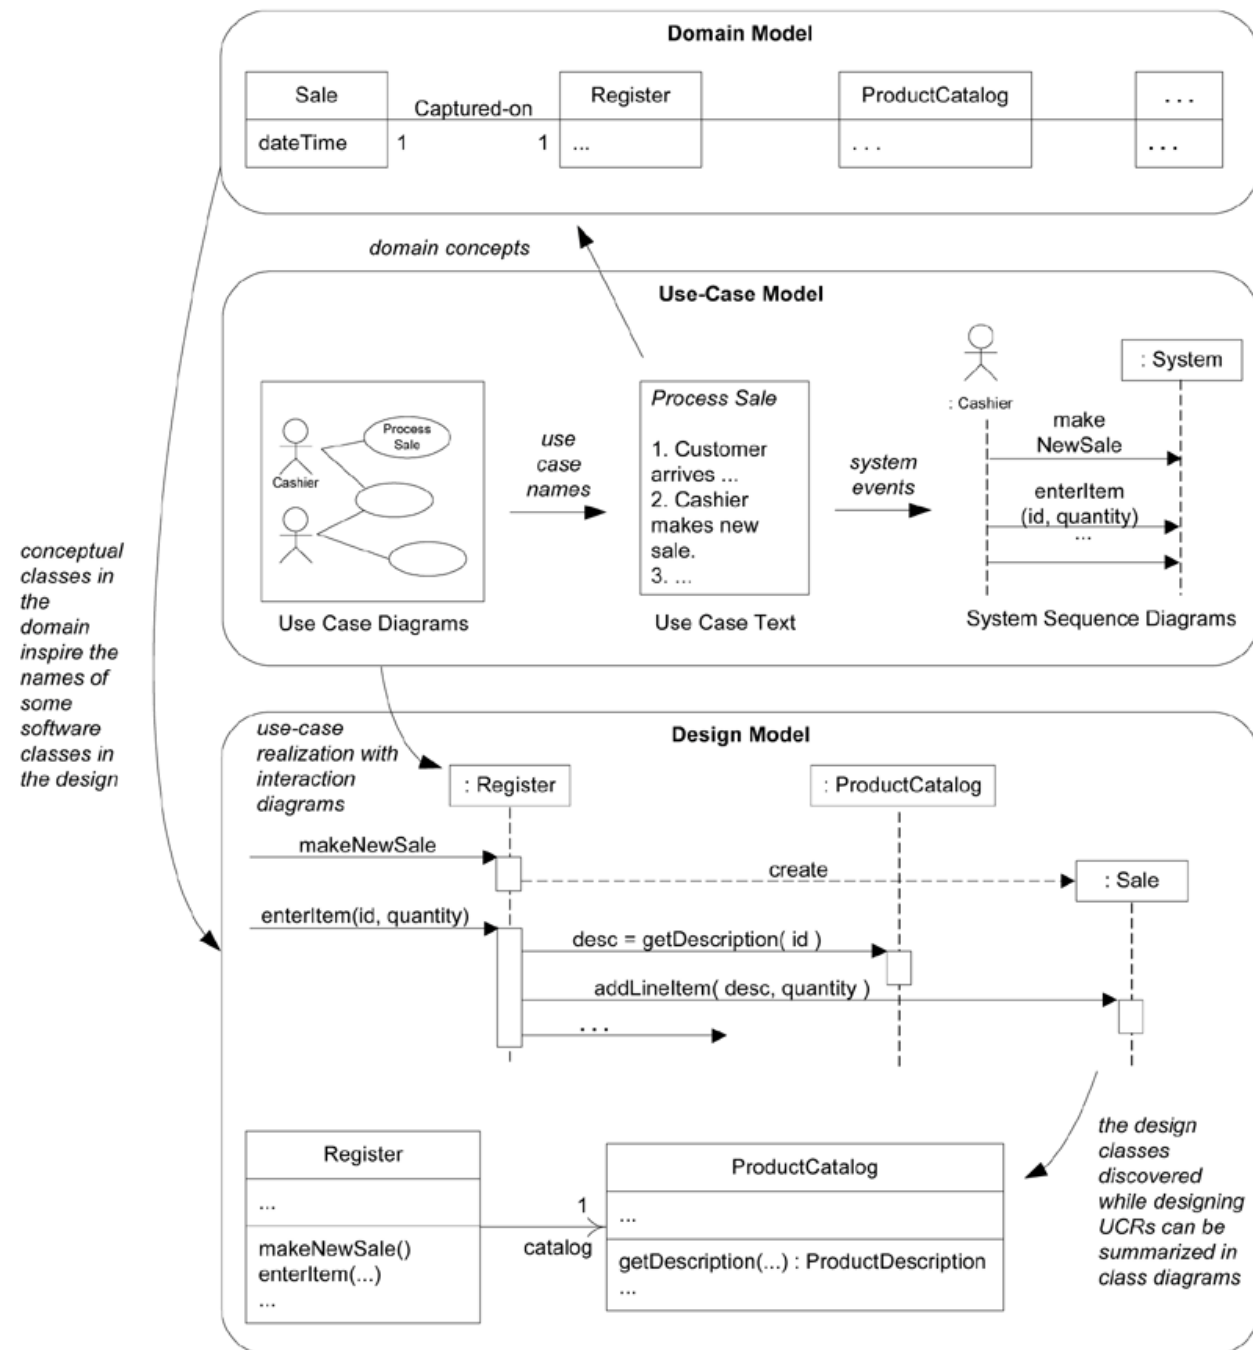 Domain Model
Sale
Captured-on
Register
ProductCatalog
. . .
dateTime
1
1
...
. . .
...
domain concepts
Use-Case Model
Process
Sale
Cashier
Use Case Diagrams
use
case
names
Process Sale
1. Customer
arrives ...
2. Cashier
makes new
sale.
3. ...
Use Case Text
system
events
: Cashier
: System
make
NewSale
enterItem
(id, quantity)
...
System Sequence Diagrams
conceptual
classes in
the
domain
inspire the
names of
some
software
classes in
the design
Design Model
use-case
realization with
interaction
diagrams
: Register
: ProductCatalog
makeNewSale
create
: Sale
enterItem(id, quantity)
desc = getDescription( id )
addLineItem( desc, quantity )
. . .
Register
...
makeNewSale()
enterItem(...)
...
1
catalog
ProductCatalog
...
getDescription(...) : ProductDescription
...
the design
classes
discovered
while designing
UCRs can be
summarized in
class diagrams